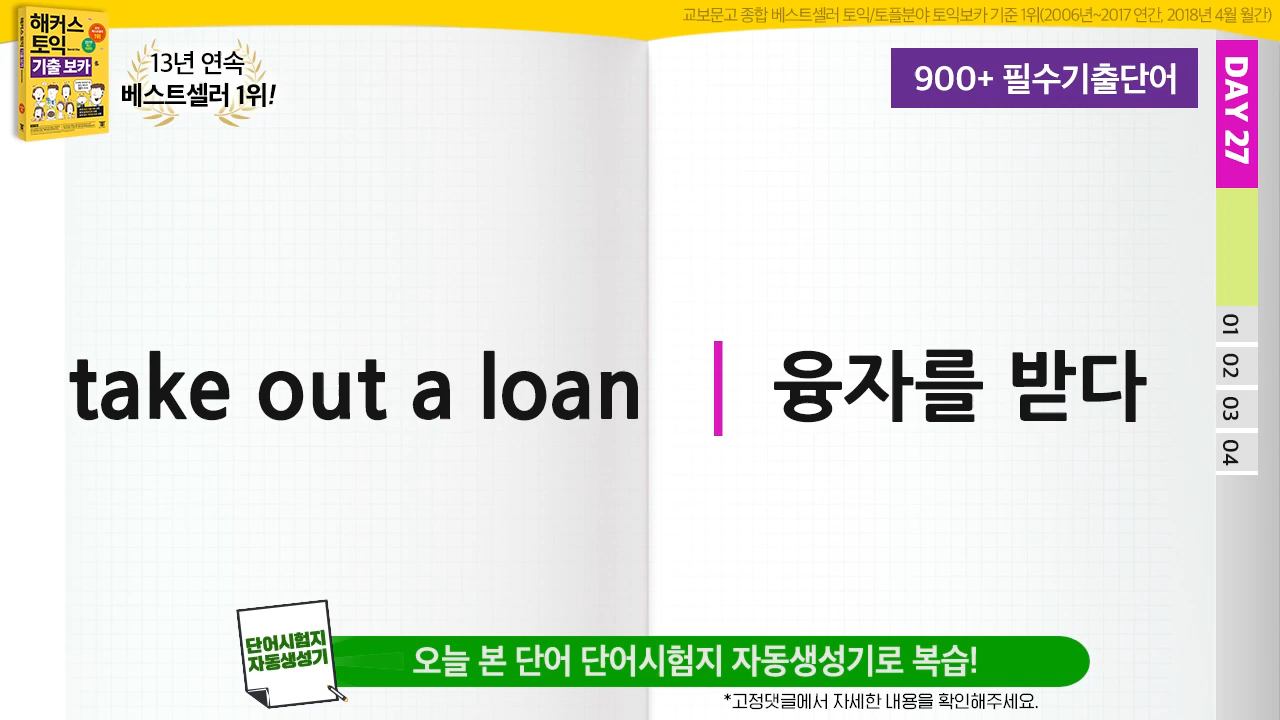 교보문고 종합 베스트셀러 토익/토플분야 토익보카 기준 1위(2006년~2017 연간, 2018년 4월 월간)
해커스
토익
기출 보카
13년 연속
베스트셀러 1위!
900+ 필수기출단어
DAY 27
01
02
03
04
take out a loan
융자를 받다
단어시험지
자동생성기
오늘 본 단어 단어시험지 자동생성기로 복습!
*고정댓글에서 자세한 내용을 확인해주세요.